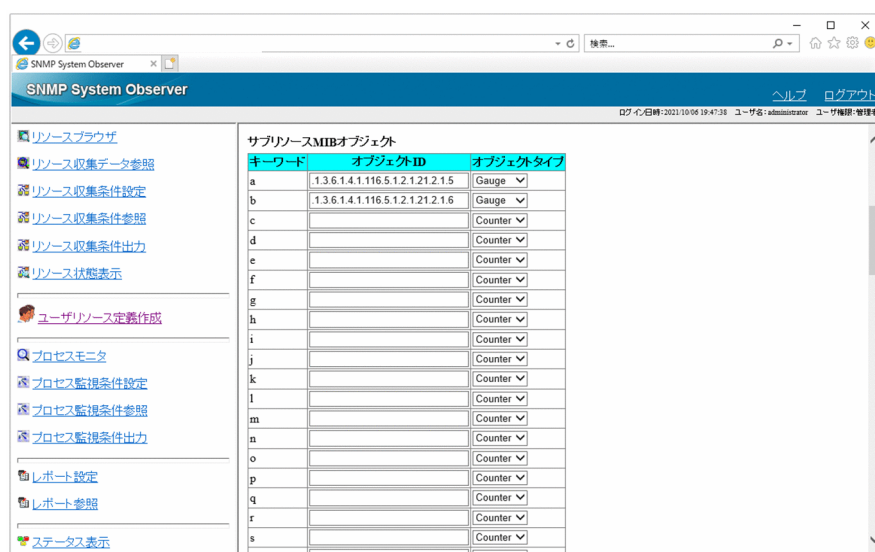 検索...
SNMP System Observer
SNMP System Observer
ヘルプ ログアウト
ログイン日時:2021/10/06 19:47:38 ユーザ名:administrator ユーザ権限:管理者
リソースブラウザ
リソース収集データ参照
リソース収集条件設定
リソース収集条件参照
リソース収集条件出力
リソース状態表示
ユーザリソース定義作成
プロセスモニタ
プロセス監視条件設定
プロセス監視条件参照
プロセス監視条件出力
レポート設定
レポート参照
ステータス表示
サブリソースMIBオブジェクト
キーワード オブジェクトID オブジェクトタイプ
a .1.3.6.1.4.1.116.5.1.2.1.21.2.1.5 Gauge
b .1.3.6.1.4.1.116.5.1.2.1.21.2.1.6 Gauge
c Counter
d Counter
e Counter
f Counter
g Counter
h Counter
i Counter
j Counter
k Counter
l Counter
m Counter
n Counter
o Counter
p Counter
q Counter
r Counter
s Counter